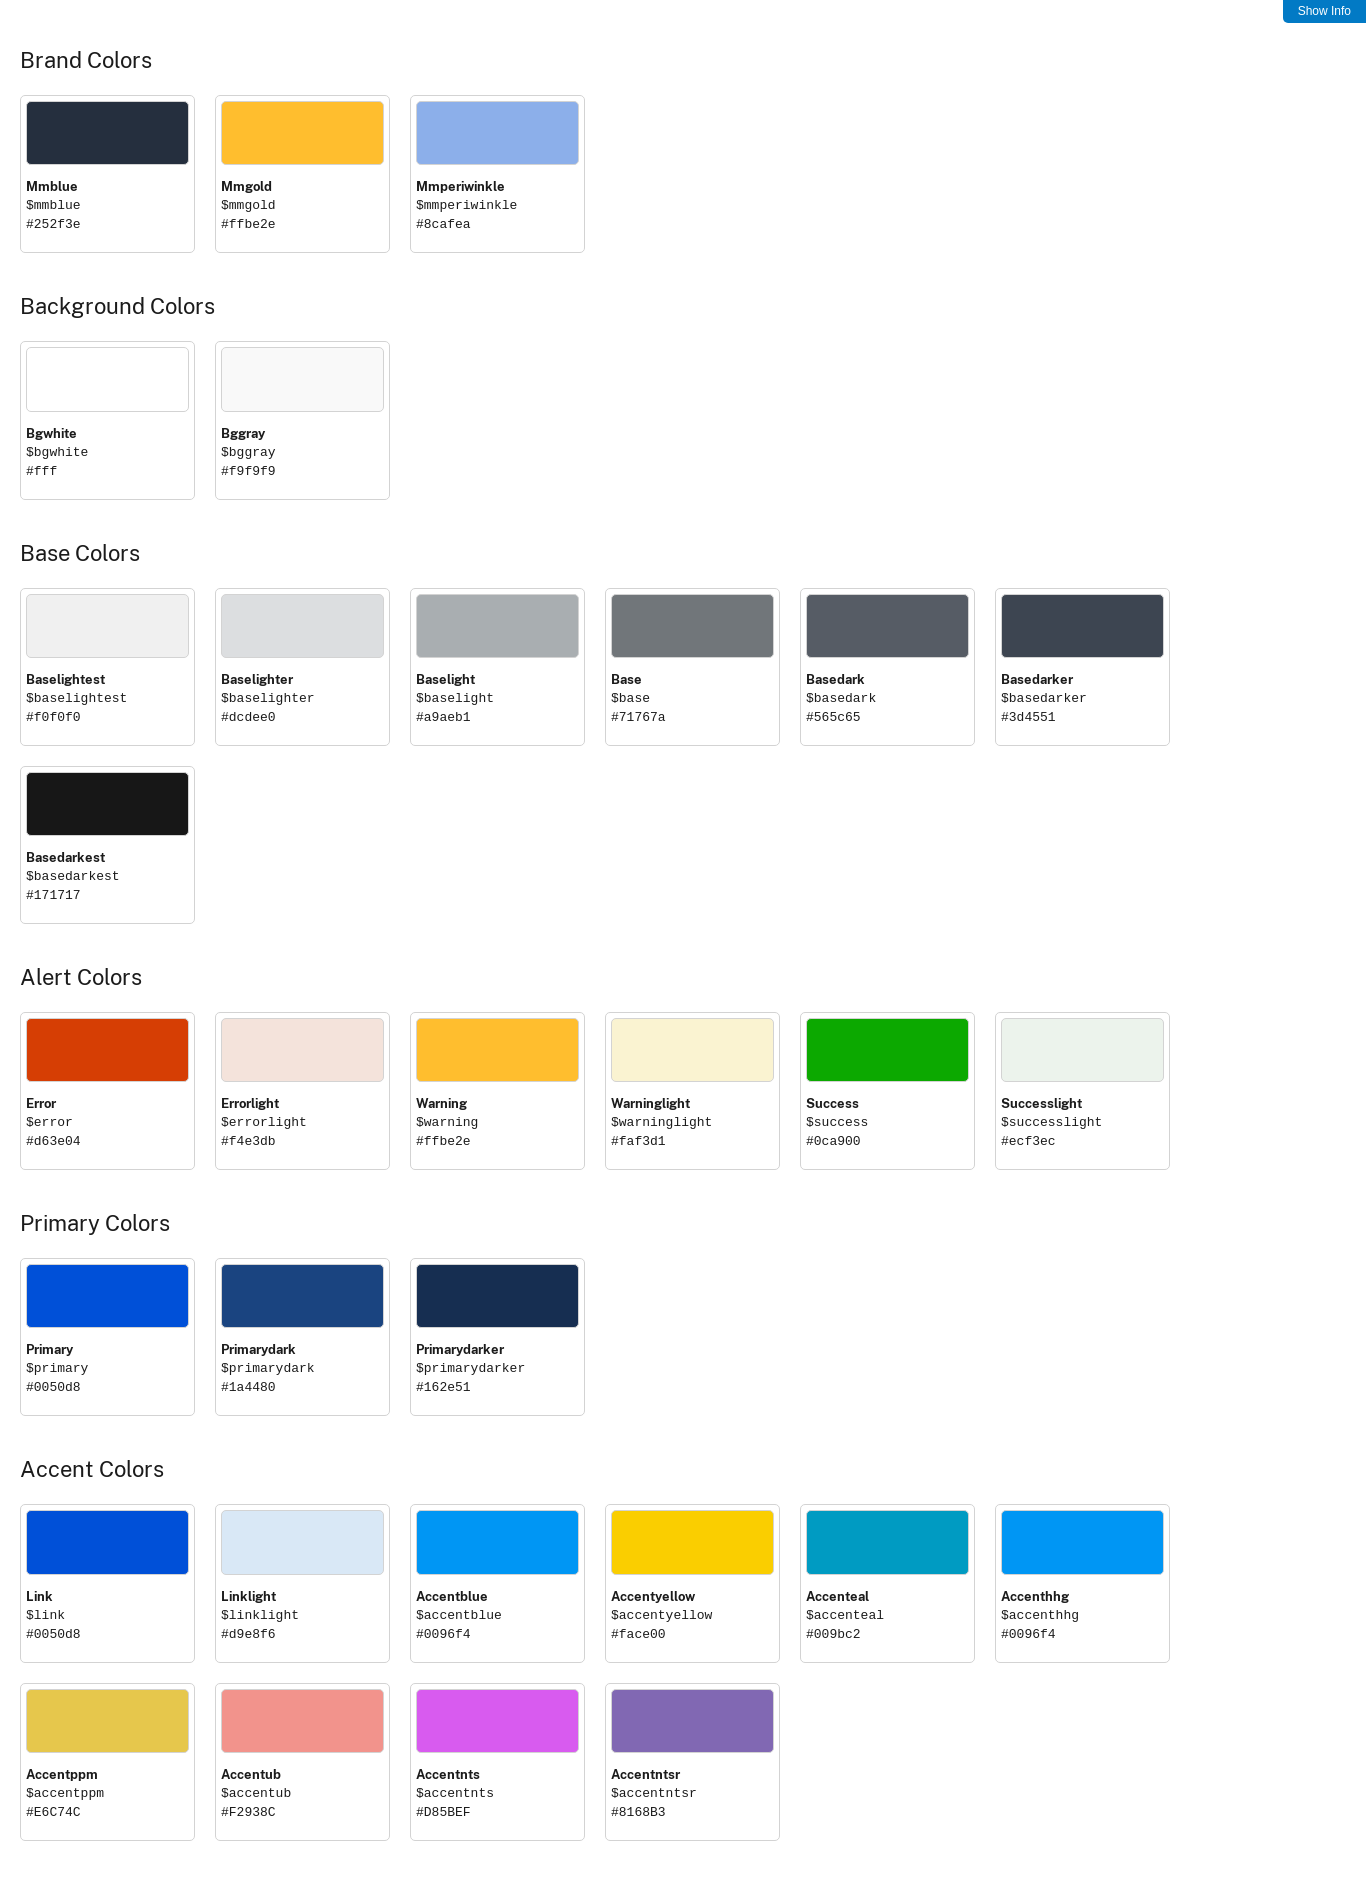 Show Info
Brand Colors
Mmblue
$mmblue
#252f3e
Mmgold
$mmgold
#ffbe2e
Mmperiwinkle
$mmperiwinkle
#8cafea
Background Colors
Bgwhite
$bgwhite
#fff
Bggray
$bggray
#f9f9f9
Base Colors
Baselightest
$baselightest
#f0f0f0
Baselighter
$baselighter
#dcdee0
Baselight
$baselight
#a9aeb1
Base
$base
#71767a
Basedark
$basedark
#565c65
Basedarker
$basedarker
#3d4551
Basedarkest
$basedarkest
#171717
Alert Colors
Error
$error
#d63e04
Errorlight
$errorlight
#f4e3db
Warning
$warning
#ffbe2e
Warninglight
$warninglight
#faf3d1
Success
$success
#0ca900
Successlight
$successlight
#ecf3ec
Primary Colors
Primary
$primary
#0050d8
Primarydark
$primarydark
#1a4480
Primarydarker
$primarydarker
#162e51
Accent Colors
Link
$link
#0050d8
Linklight
$linklight
#d9e8f6
Accentblue
$accentblue
#0096f4
Accentyellow
$accentyellow
#face00
Accenteal
$accenteal
#009bc2
Accenthhg
$accenthhg
#0096f4
Accentppm
$accentppm
#E6C74C
Accentub
$accentub
#F2938C
Accentnts
$accentnts
#D85BEF
Accentntsr
$accentntsr
#8168B3